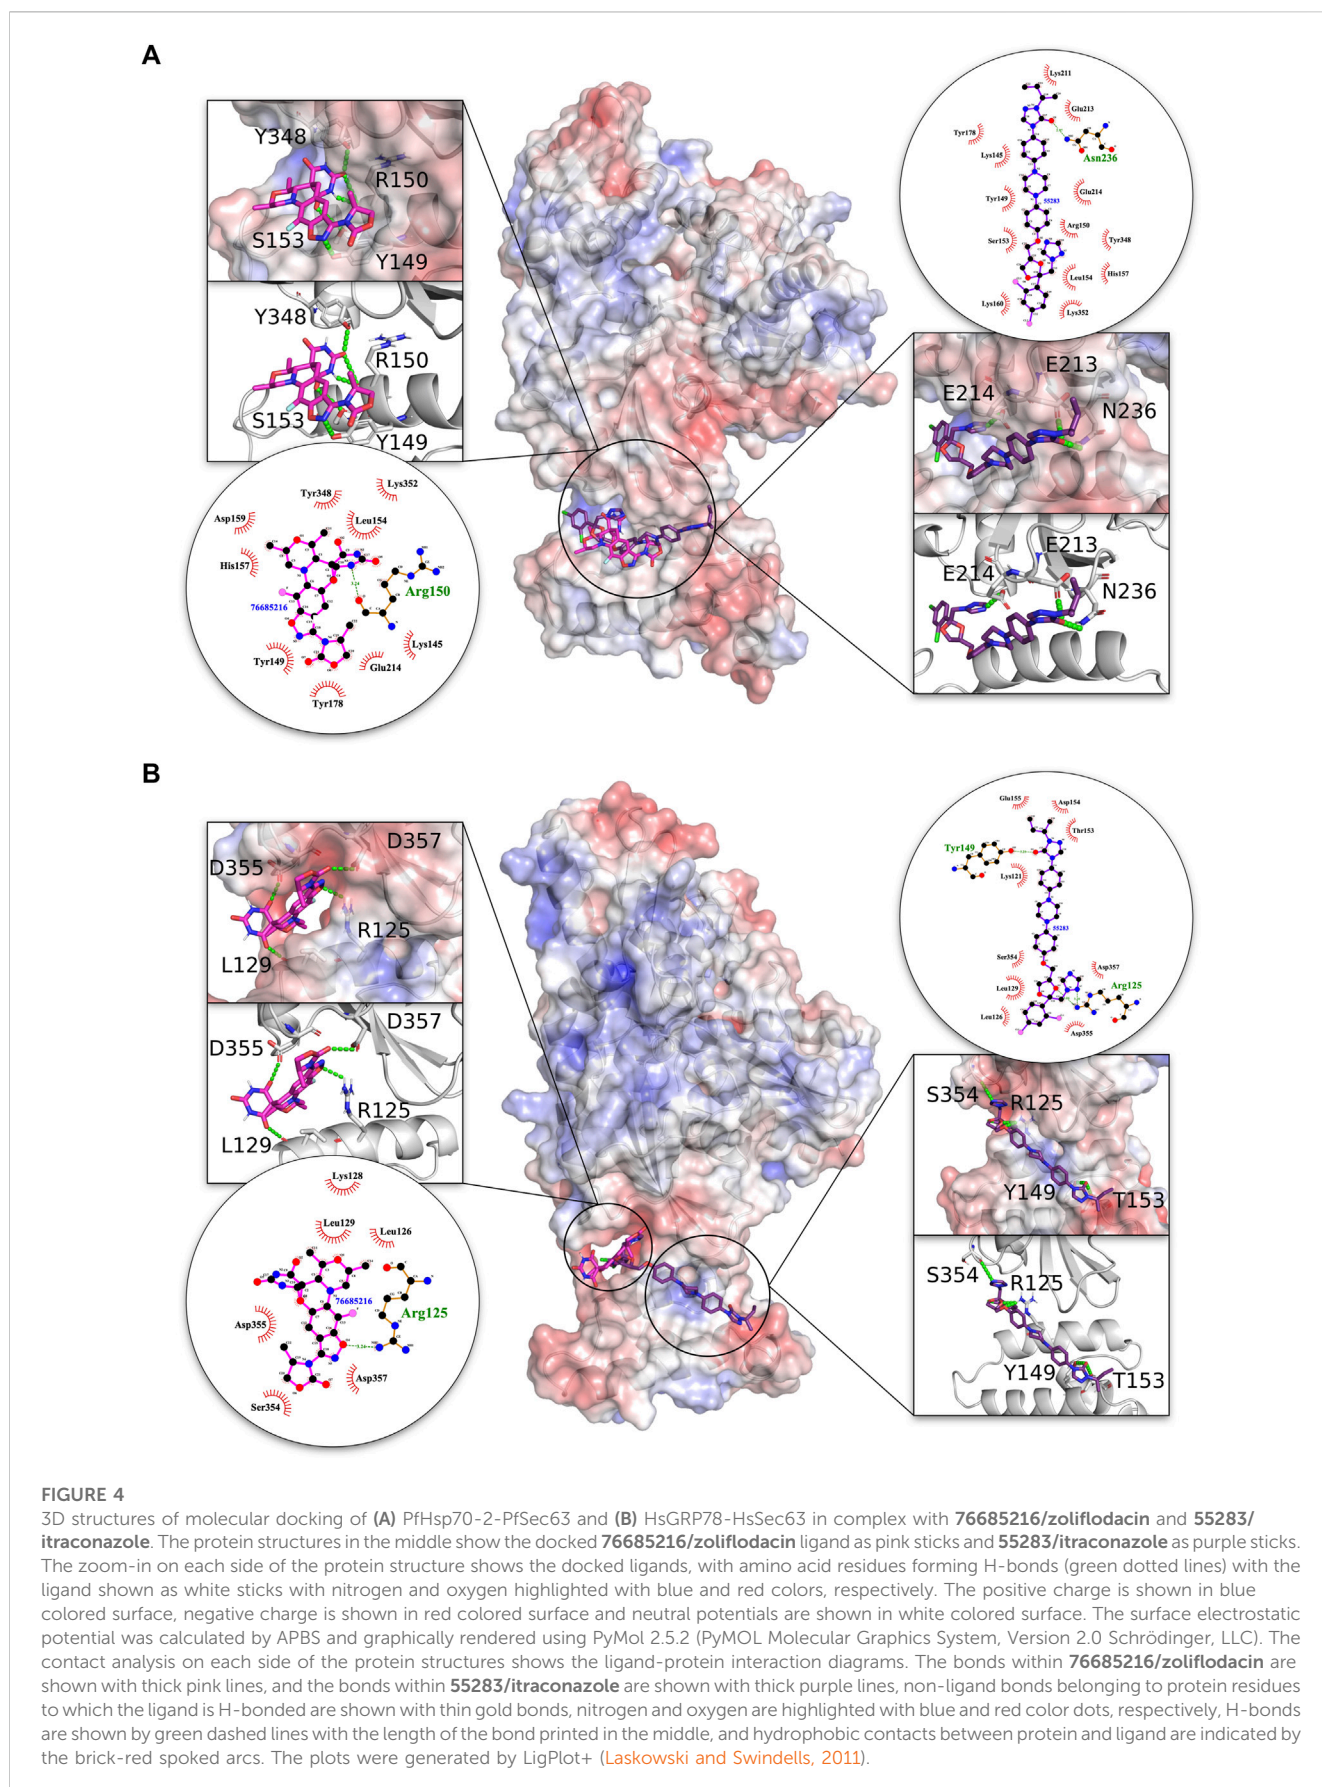 A
Y348
R150
S153
Y149
Y348
R150
S153
Y149
Lys352
Tyr348
Leu154
Asp159
His157
76685216
3.24
Arg150
Lys145
Glu214
Tyr149
Tyr178
Lys211
Glu213
Tyr178
Asn236
Lys145
Glu214
Tyr149
55283
Arg150
Ser153
Tyr348
Leu154
His157
Lys160
Lys352
E213
E214
N236
E213
E214
N236
B
D357
D355
R125
L129
D357
D355
R125
L129
Lys128
Leu129
Leu126
76685216
Arg125
Asp355
3.24
Asp357
Ser354
Glu155
Asp154
Thr153
Tyr149
Lys121
55283
Ser354
Asp357
Leu129
Arg125
Leu126
Asp355
S354
R125
Y149
T153
S354
R125
Y149
T153
FIGURE 4
3D structures of molecular docking of (A) PfHsp70-2-PfSec63 and (B) HsGRP78-HsSec63 in complex with 76685216/zoliflodacin and 55283/
itraconazole. The protein structures in the middle show the docked 76685216/zoliflodacin ligand as pink sticks and 55283/itraconazole as purple sticks.
The zoom-in on each side of the protein structure shows the docked ligands, with amino acid residues forming H-bonds (green dotted lines) with the
ligand shown as white sticks with nitrogen and oxygen highlighted with blue and red colors, respectively. The positive charge is shown in blue
colored surface, negative charge is shown in red colored surface and neutral potentials are shown in white colored surface. The surface electrostatic
potential was calculated by APBS and graphically rendered using PyMol 2.5.2 (PyMOL Molecular Graphics System, Version 2.0 Schrödinger, LLC). The
contact analysis on each side of the protein structures shows the ligand-protein interaction diagrams. The bonds within 76685216/zoliflodacin are
shown with thick pink lines, and the bonds within 55283/itraconazole are shown with thick purple lines, non-ligand bonds belonging to protein residues
to which the ligand is H-bonded are shown with thin gold bonds, nitrogen and oxygen are highlighted with blue and red color dots, respectively, H-bonds
are shown by green dashed lines with the length of the bond printed in the middle, and hydrophobic contacts between protein and ligand are indicated by
the brick-red spoked arcs. The plots were generated by LigPlot+ (Laskowski and Swindells, 2011).